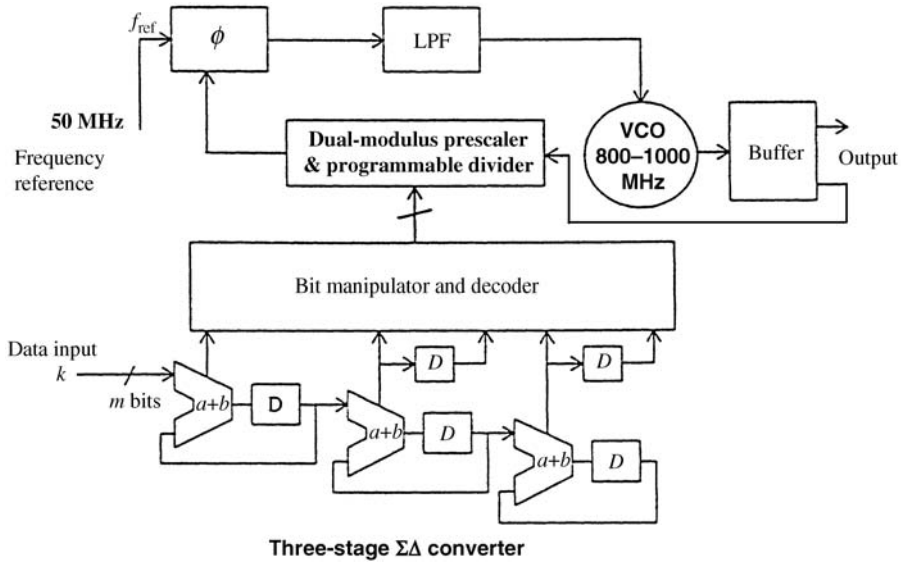 f_ref
ϕ
LPF
50 MHz
Frequency
reference
Dual-modulus prescaler
& programmable divider
VCO
800–1000
MHz
Buffer
Output
Bit manipulator and decoder
Data input
k
m bits
a+b
D
D
a+b
D
D
a+b
D
Three-stage ΣΔ converter